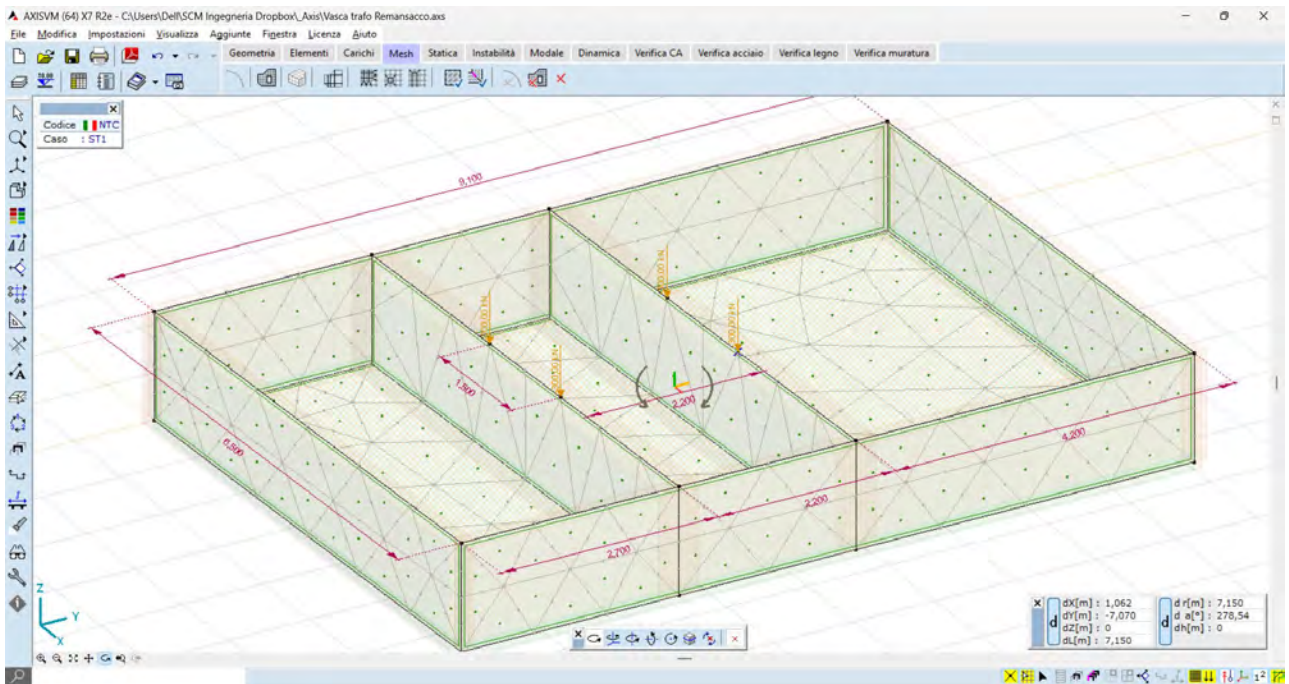 AXISVM (64) X7 R2e - C:\Users\Dell\SCM Ingegneria Dropbox\_Axis\Vasca trafo Remansacco.axs
File Modifica Impostazioni Visualizza Aggiunte Finestra Licenza Aiuto
Geometria Elementi Carichi Mesh Statica Instabilità Modale Dinamica Verifica CA Verifica acciaio Verifica legno Verifica muratura
Codice NTC
Caso : ST1
9,100
6,500
1,500
2,200
4,200
2,200
2,700
Z
Y
X
dX[m] : 1,062
dY[m] : -7,070
dZ[m] : 0
dL[m] : 7,150
d r[m] : 7,150
d a[°] : 278,54
dh[m] : 0
d
d